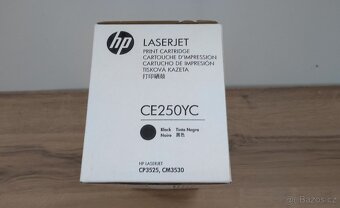 hp
LASERJET
PRINT CARTRIDGE
CARTOUCHE D'IMPRESSION
CARTUCHO DE IMPRESIÓN
TISKOVÁ KAZETA
打印硒鼓
CE250YC
Black Tinta Negra
Noire 黑色
HP LASERJET
CP3525, CM3530
Bazos.cz